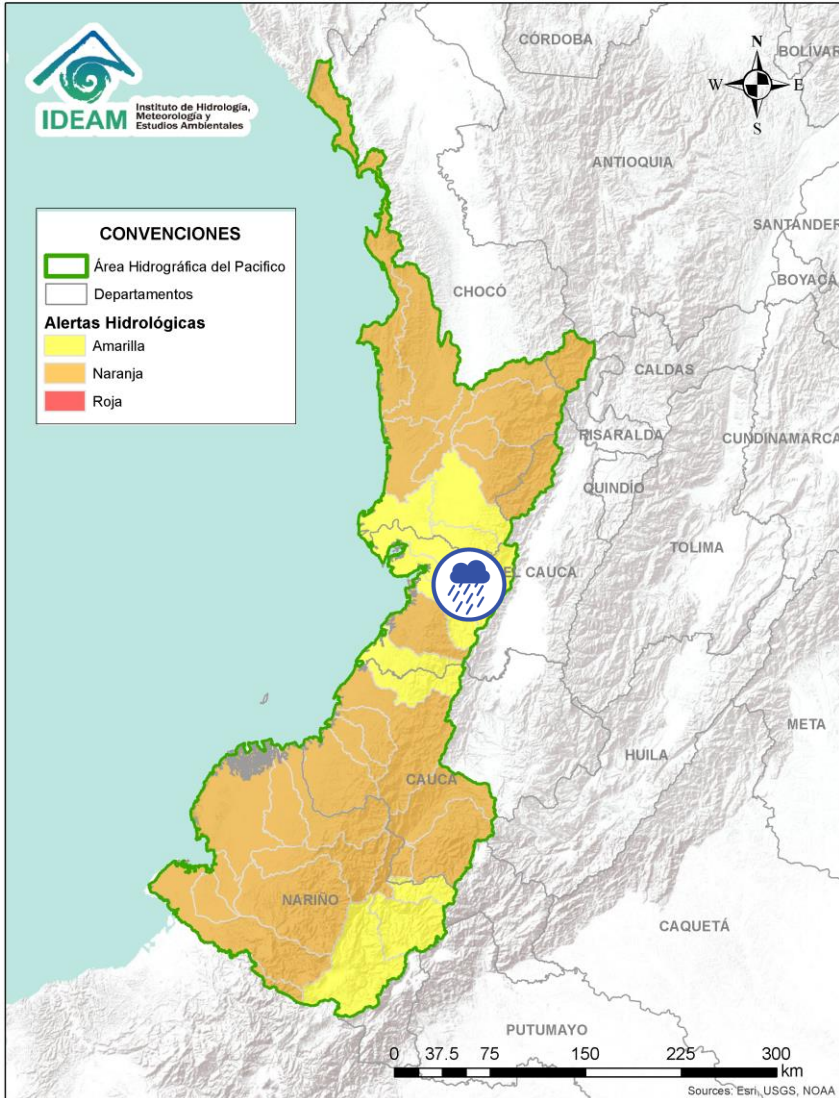 CÓRDOBA
BOLÍVAR
N
W
E
S
IDEAM
Instituto de Hidrología,
Meteorología y
Estudios Ambientales
ANTIOQUIA
SANTANDER
CONVENCIONES
Área Hidrográfica del Pacifico
Departamentos
Alertas Hidrológicas
Amarilla
Naranja
Roja
BOYACÁ
CHOCÓ
CALDAS
RISARALDA
CUNDINAMARCA
QUINDÍO
TOLIMA
EL CAUCA
META
HUILA
CAUCA
NARIÑO
CAQUETÁ
PUTUMAYO
0 37.5 75 150 225 300
km
Sources: Esri, USGS, NOAA